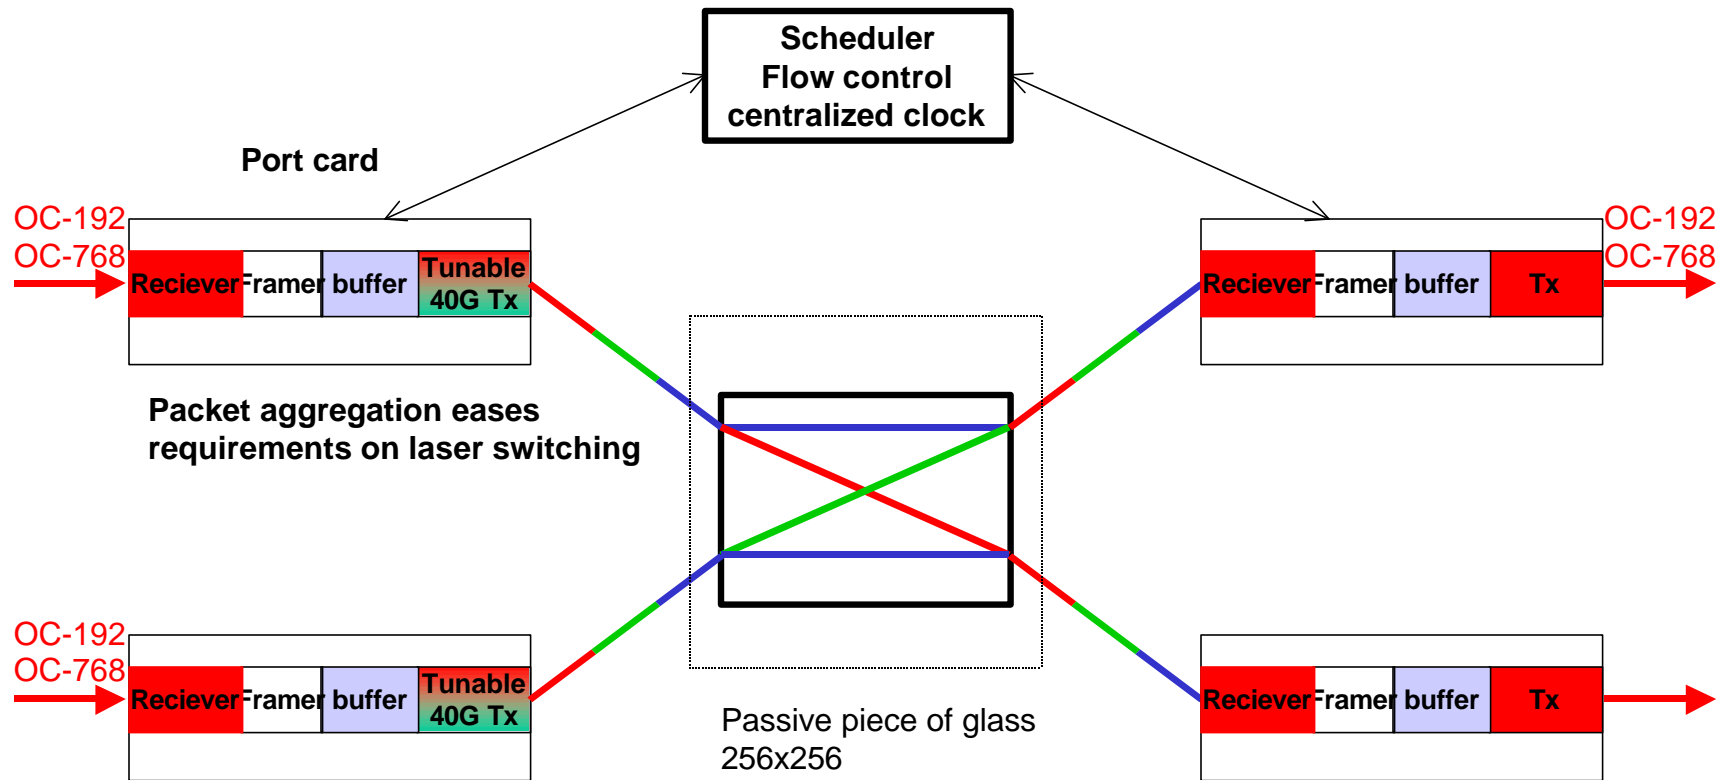 Scheduler
Flow control
centralized clock
Port card
OC-192
OC-768
Reciever
Framer
buffer
Tunable
40G Tx
OC-192
OC-768
Reciever
Framer
buffer
Tx
Packet aggregation eases
requirements on laser switching
OC-192
OC-768
Reciever
Framer
buffer
Tunable
40G Tx
Passive piece of glass
256x256
Reciever
Framer
buffer
Tx